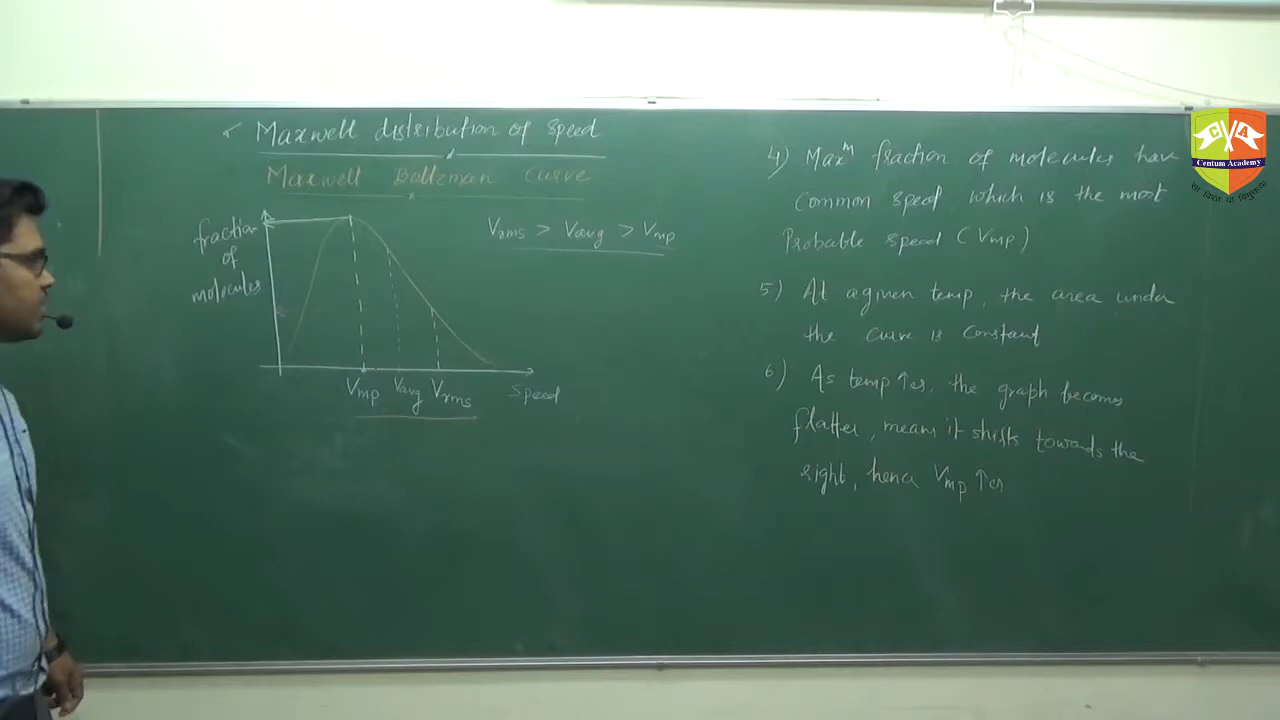 Maxwell distribution of speed
Maxwell Boltzman Curve
fraction
of
molecules
Vrms > Vavg > Vmp
Vmp Vavg Vrms Speed
4) Maxᵐ fraction of molecules have
Common speed which is the most
Probable speed (Vmp)
5) At a given temp, the area under
the curve is constant
6) As temp ↑es, the graph becomes
flatter, means it shifts towards the
right, hence Vmp ↑es
CA
Centum Academy